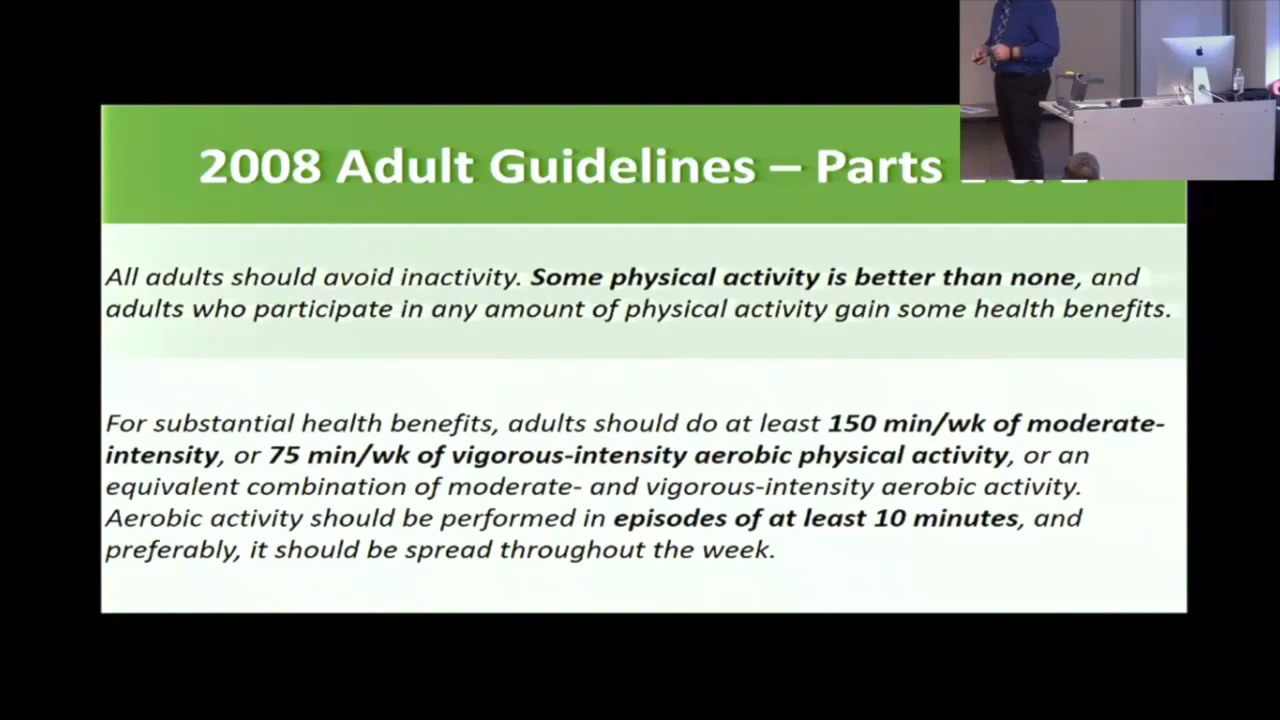 2008 Adult Guidelines – Parts
All adults should avoid inactivity. Some physical activity is better than none, and
adults who participate in any amount of physical activity gain some health benefits.
For substantial health benefits, adults should do at least 150 min/wk of moderate-
intensity, or 75 min/wk of vigorous-intensity aerobic physical activity, or an
equivalent combination of moderate- and vigorous-intensity aerobic activity.
Aerobic activity should be performed in episodes of at least 10 minutes, and
preferably, it should be spread throughout the week.